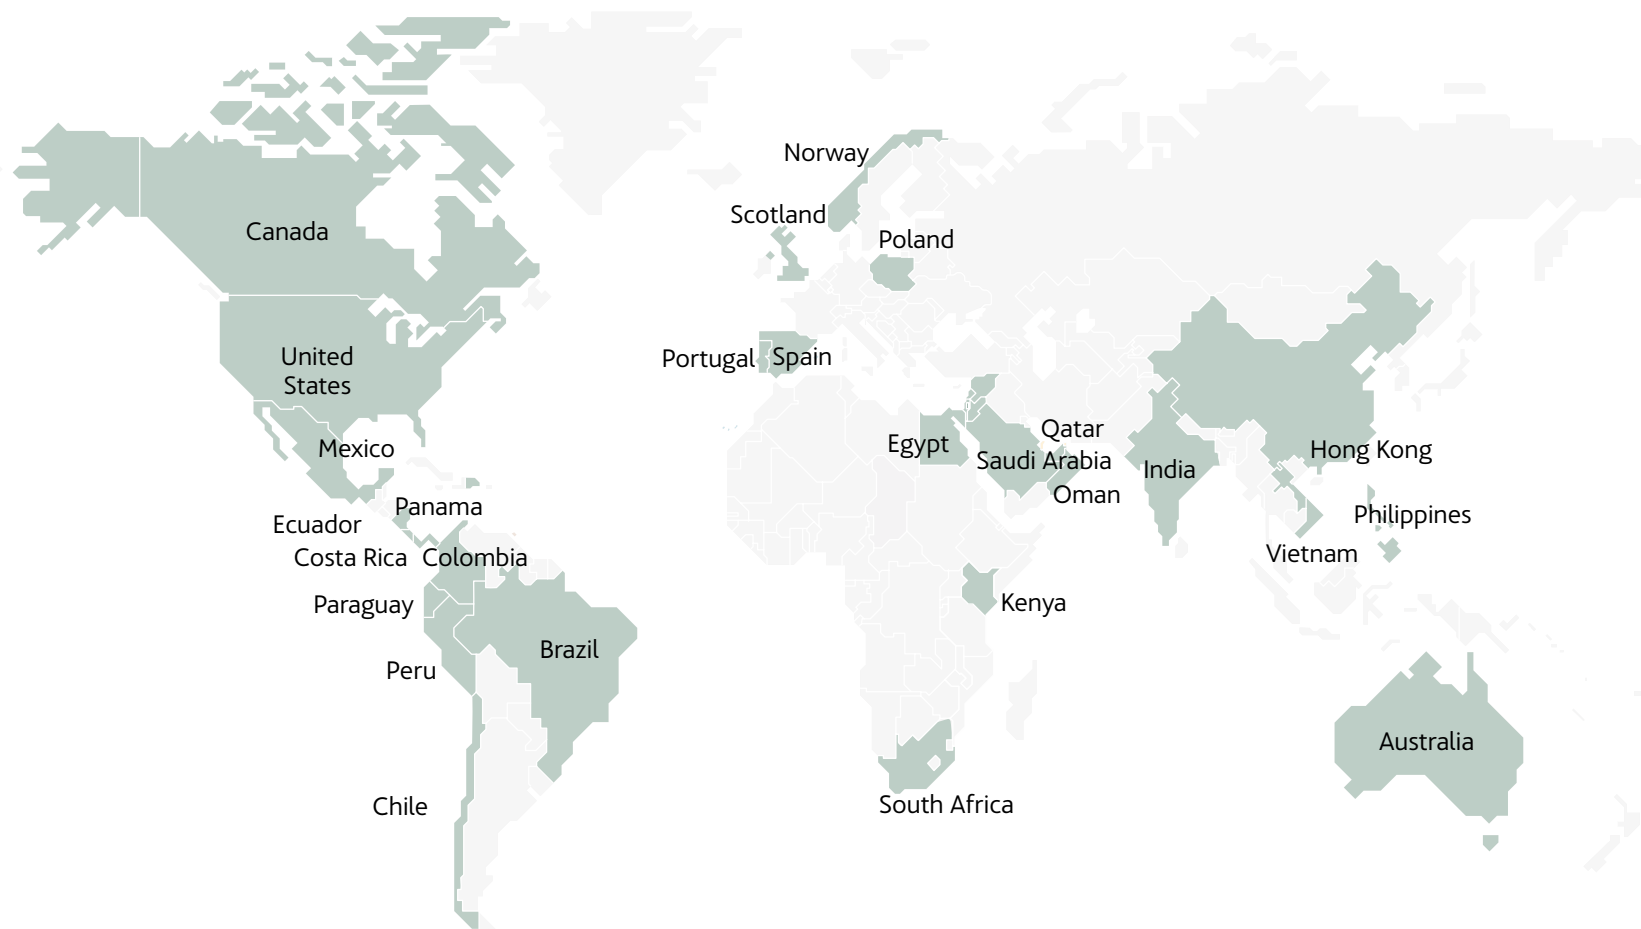 Norway
Scotland
Canada
Poland
United
States
Portugal
Spain
Mexico
Egypt
Qatar
Saudi Arabia
India
Hong Kong
Oman
Panama
Philippines
Ecuador
Costa Rica
Colombia
Vietnam
Paraguay
Kenya
Brazil
Peru
Australia
Chile
South Africa